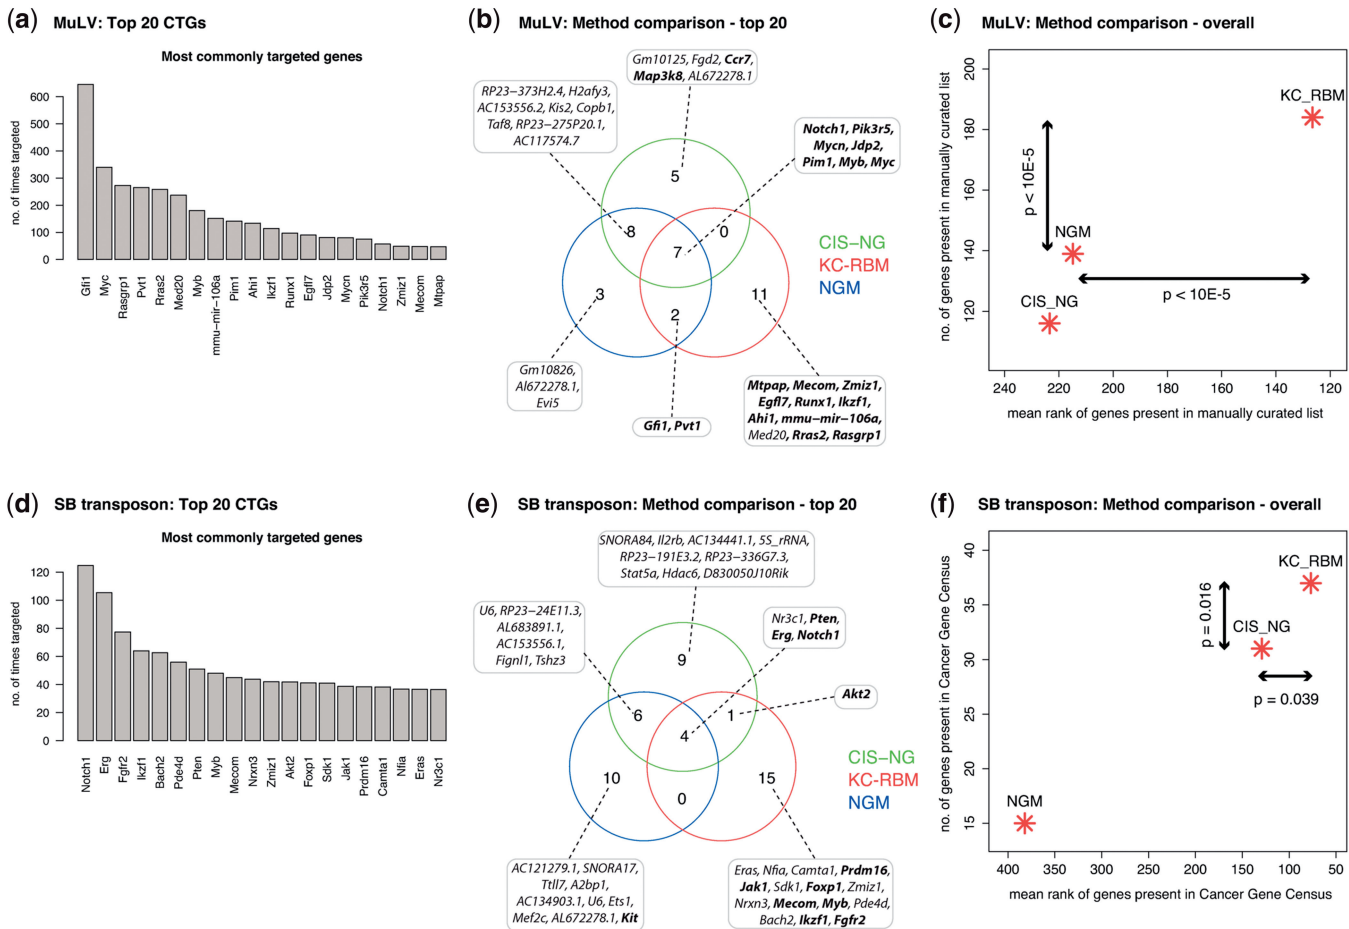 (a) MuLV: Top 20 CTGs
Most commonly targeted genes
no. of times targeted
600
500
400
300
200
100
0
Gfi1
Myc
Rasgrp1
Pvt1
Rras2
Med20
Myb
mmu-mir-106a
Pim1
Ahi1
Ikzf1
Runx1
Egfl7
Jdp2
Mycn
Pik3r5
Notch1
Zmiz1
Mecom
Mtpap
(b) MuLV: Method comparison - top 20
Gm10125, Fgd2, Ccr7,
Map3k8, AL672278.1
RP23−373H2.4, H2afy3,
AC153556.2, Kis2, Copb1,
Taf8, RP23−275P20.1,
AC117574.7
Notch1, Pik3r5,
Mycn, Jdp2,
Pim1, Myb, Myc
5
8
0
7
3
11
2
CIS−NG
KC-RBM
NGM
Gm10826,
Al672278.1,
Evi5
Gfi1, Pvt1
Mtpap, Mecom, Zmiz1,
Egfl7, Runx1, Ikzf1,
Ahi1, mmu−mir−106a,
Med20, Rras2, Rasgrp1
(c) MuLV: Method comparison - overall
no. of genes present in manually curated list
200
180
160
140
120
KC_RBM
NGM
CIS_NG
p < 10E-5
p < 10E-5
240 220 200 180 160 140 120
mean rank of genes present in manually curated list
(d) SB transposon: Top 20 CTGs
Most commonly targeted genes
no. of times targeted
120
100
80
60
40
20
0
Notch1
Erg
Fgfr2
Ikzf1
Bach2
Pde4d
Pten
Myb
Mecom
Nrxn3
Zmiz1
Akt2
Foxp1
Sdk1
Jak1
Prdm16
Camta1
Nfia
Eras
Nr3c1
(e) SB transposon: Method comparison - top 20
SNORA84, Il2rb, AC134441.1, 5S_rRNA,
RP23−191E3.2, RP23−336G7.3,
Stat5a, Hdac6, D830050J10Rik
U6, RP23−24E11.3,
AL683891.1,
AC153556.1,
Fignl1, Tshz3
Nr3c1, Pten,
Erg, Notch1
Akt2
9
6
1
4
10
15
0
CIS-NG
KC-RBM
NGM
AC121279.1, SNORA17,
Ttll7, A2bp1,
AC134903.1, U6, Ets1,
Mef2c, AL672278.1, Kit
Eras, Nfia, Camta1, Prdm16,
Jak1, Sdk1, Foxp1, Zmiz1,
Nrxn3, Mecom, Myb, Pde4d,
Bach2, Ikzf1, Fgfr2
(f) SB transposon: Method comparison - overall
no. of genes present in Cancer Gene Census
40
35
30
25
20
15
KC_RBM
CIS_NG
NGM
p = 0.016
p = 0.039
400 350 300 250 200 150 100 50
mean rank of genes present in Cancer Gene Census